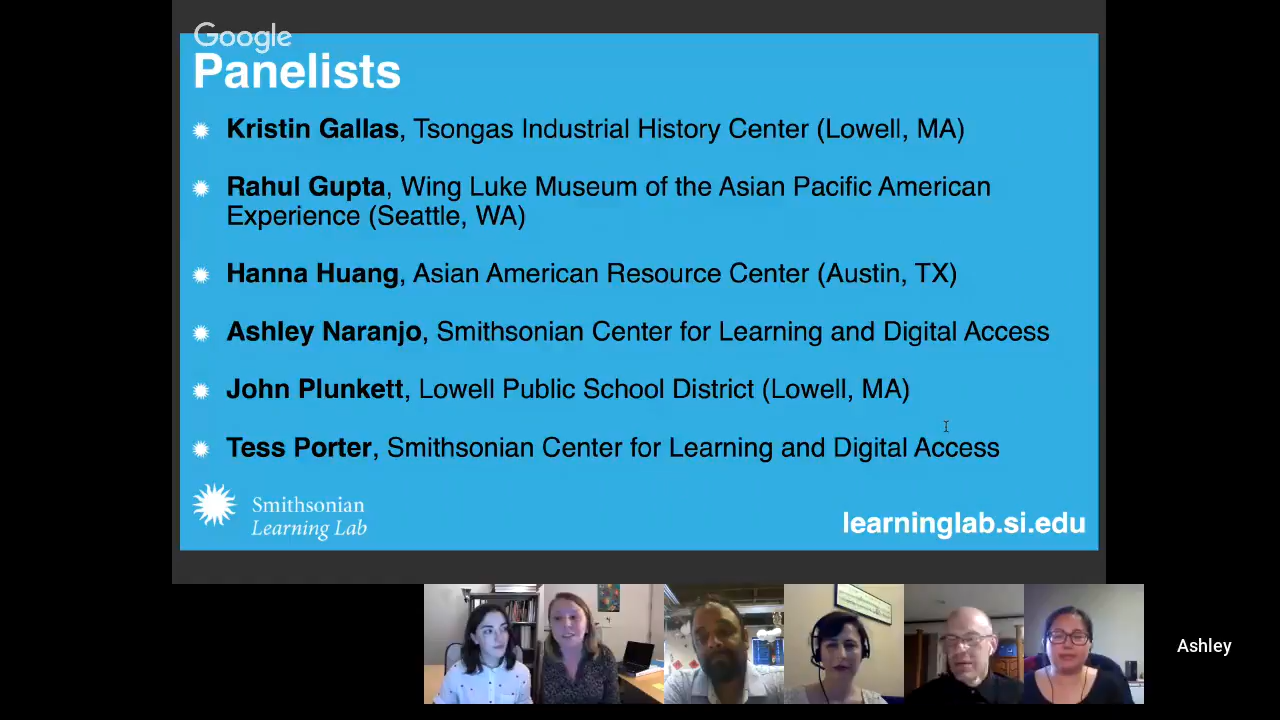 Google
Panelists
Kristin Gallas, Tsongas Industrial History Center (Lowell, MA)
Rahul Gupta, Wing Luke Museum of the Asian Pacific American
Experience (Seattle, WA)
Hanna Huang, Asian American Resource Center (Austin, TX)
Ashley Naranjo, Smithsonian Center for Learning and Digital Access
John Plunkett, Lowell Public School District (Lowell, MA)
Tess Porter, Smithsonian Center for Learning and Digital Access
Smithsonian
Learning Lab
learninglab.si.edu
Ashley